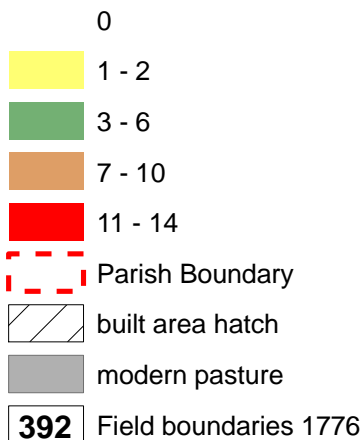 0
1 - 2
3 - 6
7 - 10
11 - 14
Parish Boundary
built area hatch
modern pasture
392 Field boundaries 1776